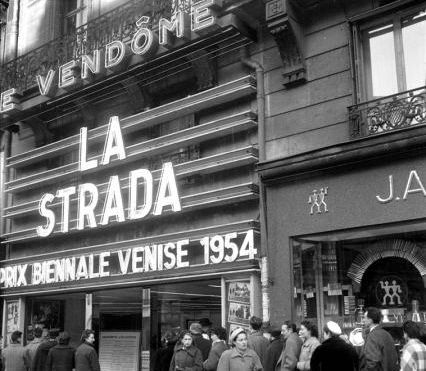 E VENDÔME
LA
STRADA
PRIX BIENNALE VENISE 1954
J.A